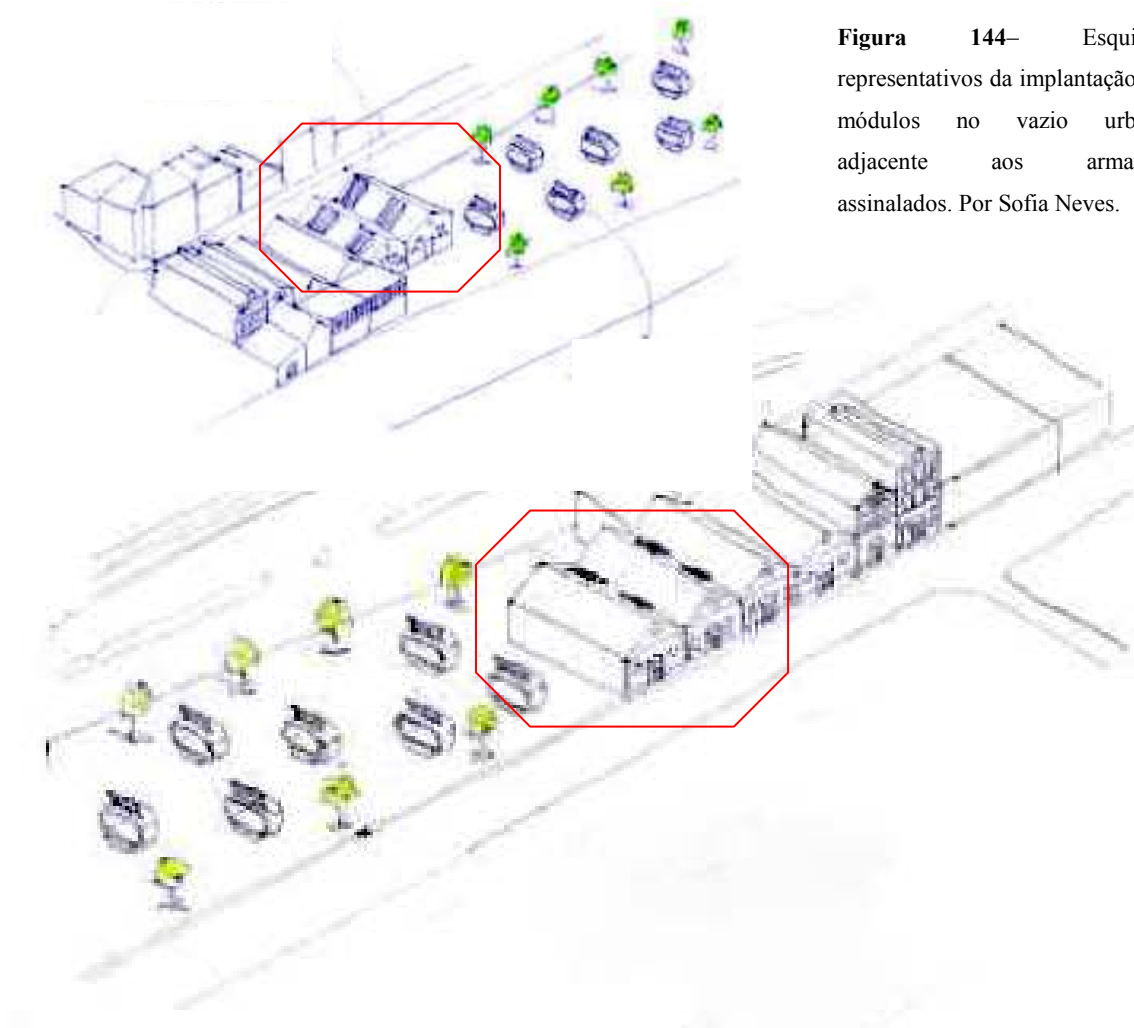 Figura 144– Esqui
representativos da implantação
módulos no vazio urb
adjacente aos arma
assinalados. Por Sofia Neves.